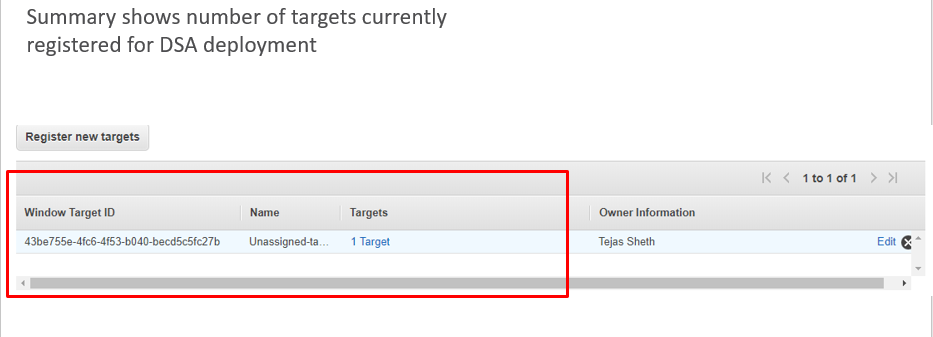 Summary shows number of targets currently
registered for DSA deployment
Register new targets
1 to 1 of 1
Window Target ID Name Targets Owner Information
43be755e-4fc6-4f53-b040-becd5c5fc27b Unassigned-ta... 1 Target Tejas Sheth Edit